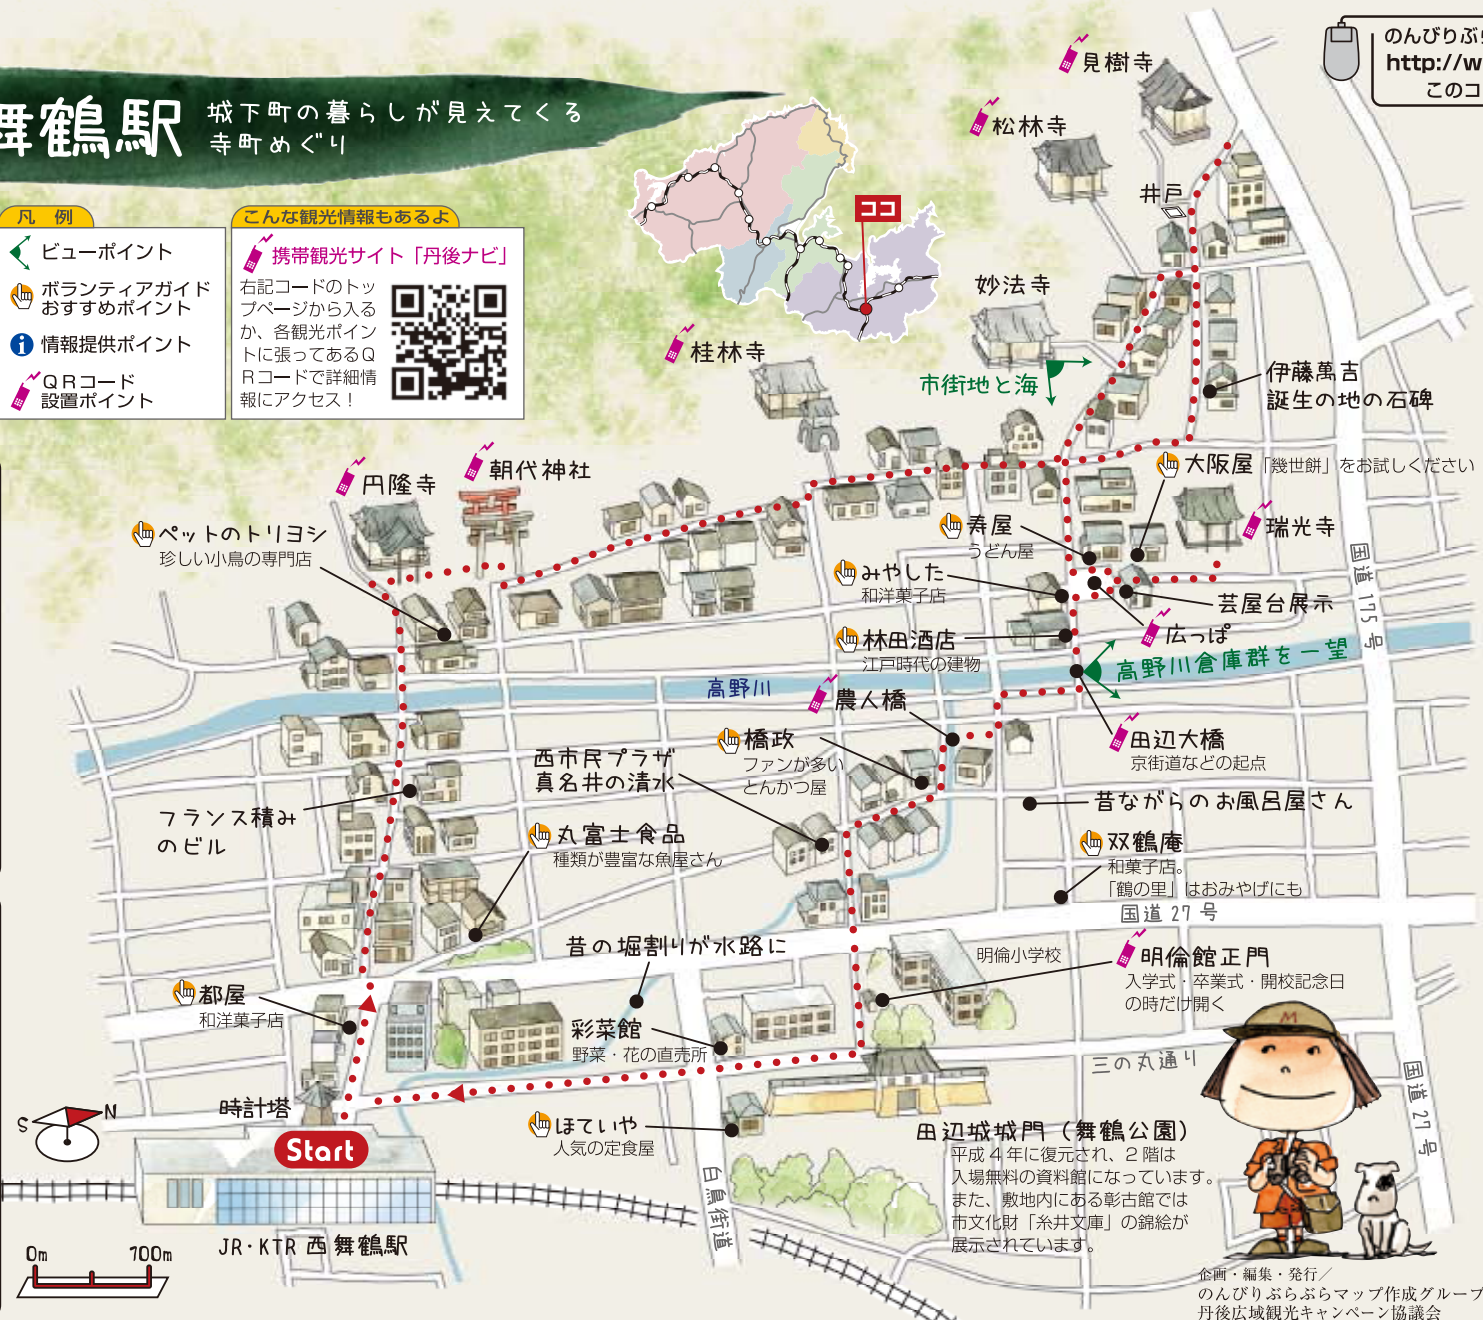 舞鶴駅
城下町の暮らしが見えてくる
寺町めぐり
のんびりぶら
http://w
このコ
凡 例
ビューポイント
ボランティアガイド
おすすめポイント
情報提供ポイント
QRコード
設置ポイント
こんな観光情報もあるよ
携帯観光サイト「丹後ナビ」
右記コードのトッ
プページから入る
か、各観光ポイン
トに張ってあるQ
Rコードで詳細情
報にアクセス！
ココ
見樹寺
松林寺
井戸
妙法寺
桂林寺
市街地と海
伊藤萬吉
誕生の地の石碑
大阪屋「幾世餅」をお試しください
円隆寺
朝代神社
ペットのトリヨシ
珍しい小鳥の専門店
寿屋
うどん屋
瑞光寺
みやした
和洋菓子店
芸屋台展示
国道175号
林田酒店
江戸時代の建物
広っぱ
高野川倉庫群を一望
高野川
農人橋
田辺大橋
京街道などの起点
橋政
ファンが多い
とんかつ屋
西市民プラザ
真名井の清水
フランス積み
のビル
昔ながらのお風呂屋さん
丸富士食品
種類が豊富な魚屋さん
双鶴庵
和菓子店。
「鶴の里」はおみやげにも
国道27号
昔の堀割りが水路に
明倫小学校
明倫館正門
入学式・卒業式・開校記念日
の時だけ開く
都屋
和洋菓子店
彩菜館
野菜・花の直売所
三の丸通り
国道27号
時計塔
S
N
Start
ほていや
人気の定食屋
白鳥街道
田辺城城門（舞鶴公園）
平成4年に復元され、2階は
入場無料の資料館になっています。
また、敷地内にある彰古館では
市文化財「糸井文庫」の錦絵が
展示されています。
M
JR・KTR 西舞鶴駅
0m
100m
企画・編集・発行／
のんびりぶらぶらマップ作成グループ
丹後広域観光キャンペーン協議会